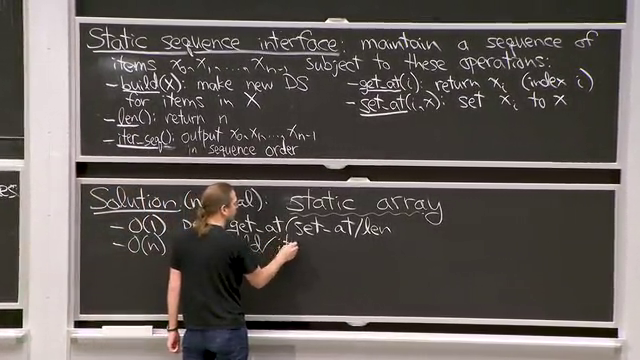 Static sequence interface: maintain a sequence of
items x0, x1, ..., xn-1 subject to these operations:
- build(X): make new DS
for items in X
- len(): return n
- iter_seq(): output x0, x1, ..., xn-1
in sequence order
- get_at(i): return xi (index i)
- set_at(i,x): set xi to x
Solution static array
- O(1) get_at/set_at/len
- O(n)